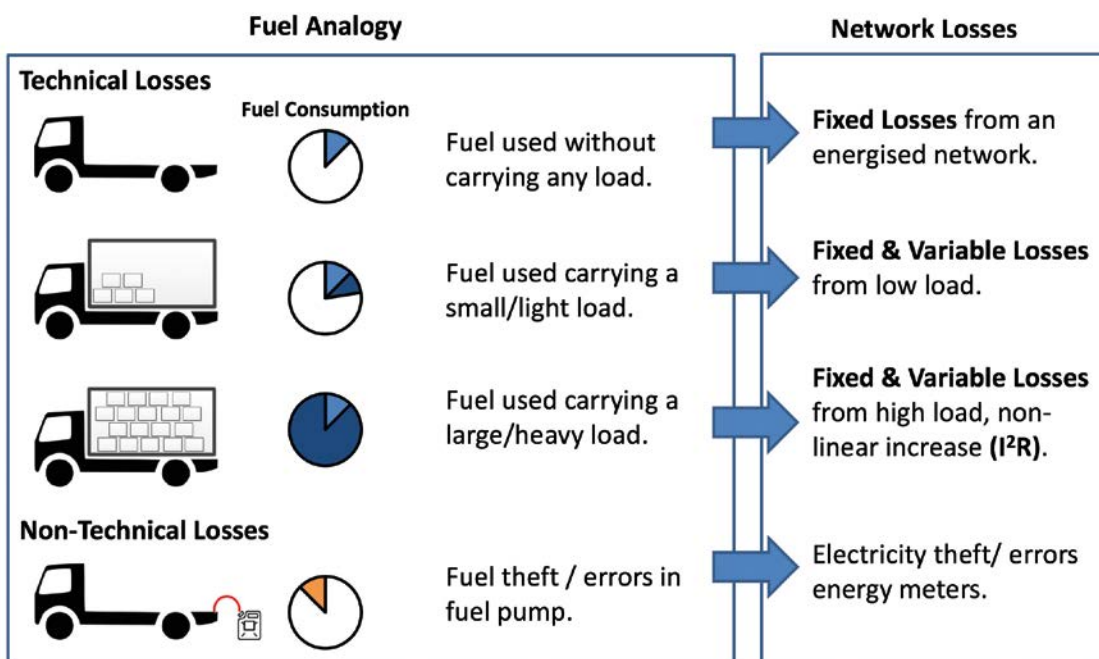 Fuel Analogy
Network Losses
Technical Losses
Fuel Consumption
Fuel used without
carrying any load.
Fixed Losses from an
energised network.
Fuel used carrying a
small/light load.
Fixed & Variable Losses
from low load.
Fuel used carrying a
large/heavy load.
Fixed & Variable Losses
from high load, non-
linear increase (I²R).
Non-Technical Losses
Fuel theft / errors in
fuel pump.
Electricity theft/ errors
energy meters.